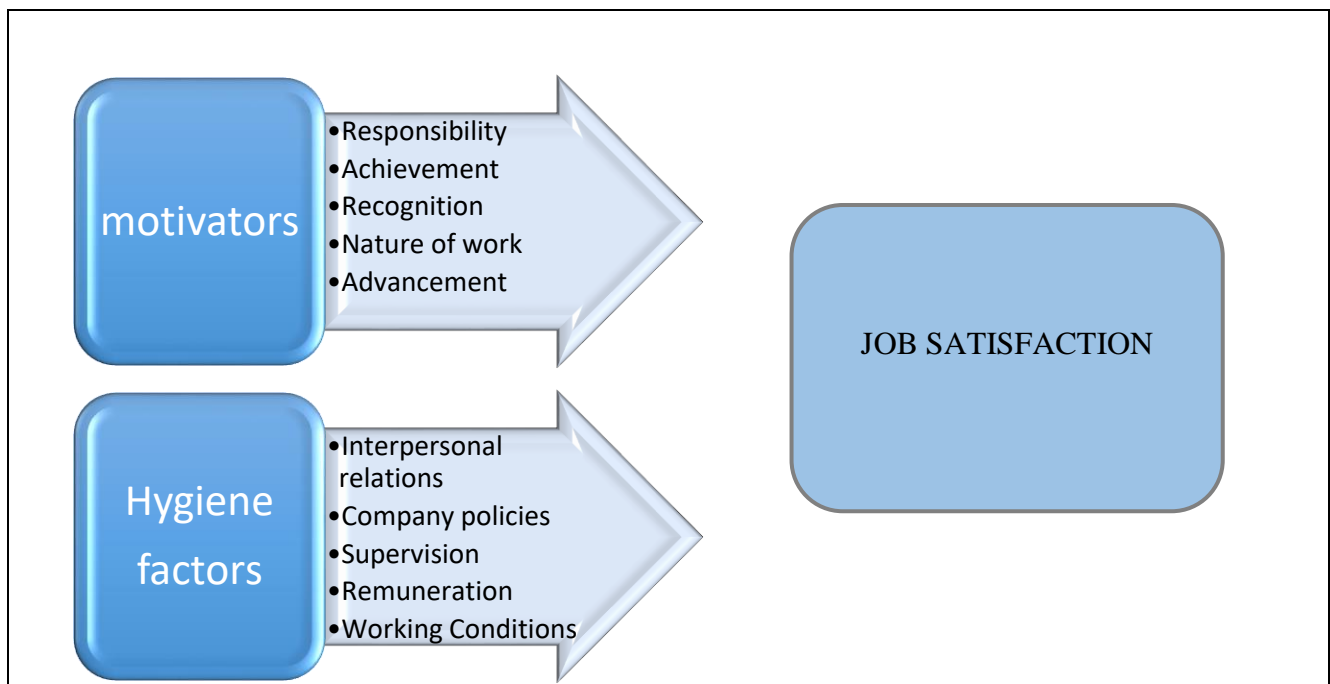 motivators
•Responsibility
•Achievement
•Recognition
•Nature of work
•Advancement
Hygiene
factors
•Interpersonal
relations
•Company policies
•Supervision
•Remuneration
•Working Conditions
JOB SATISFACTION